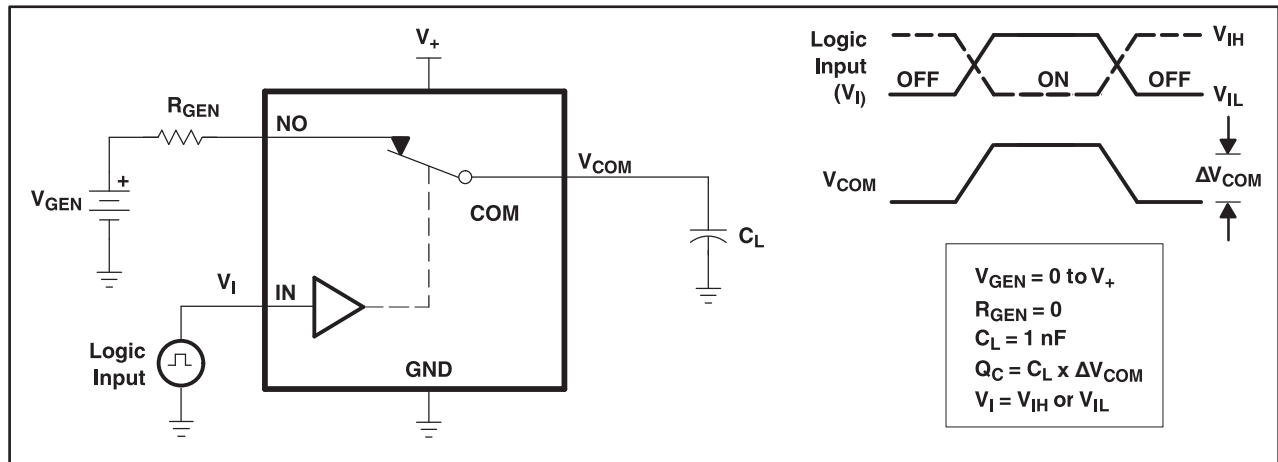 V+
RGEN
NO
VGEN
+
VCOM
COM
CL
VI
IN
Logic
Input
GND
Logic
Input
(VI)
OFF
ON
OFF
VIH
VIL
VCOM
ΔVCOM
VGEN = 0 to V+
RGEN = 0
CL = 1 nF
QC = CL x ΔVCOM
VI = VIH or VIL